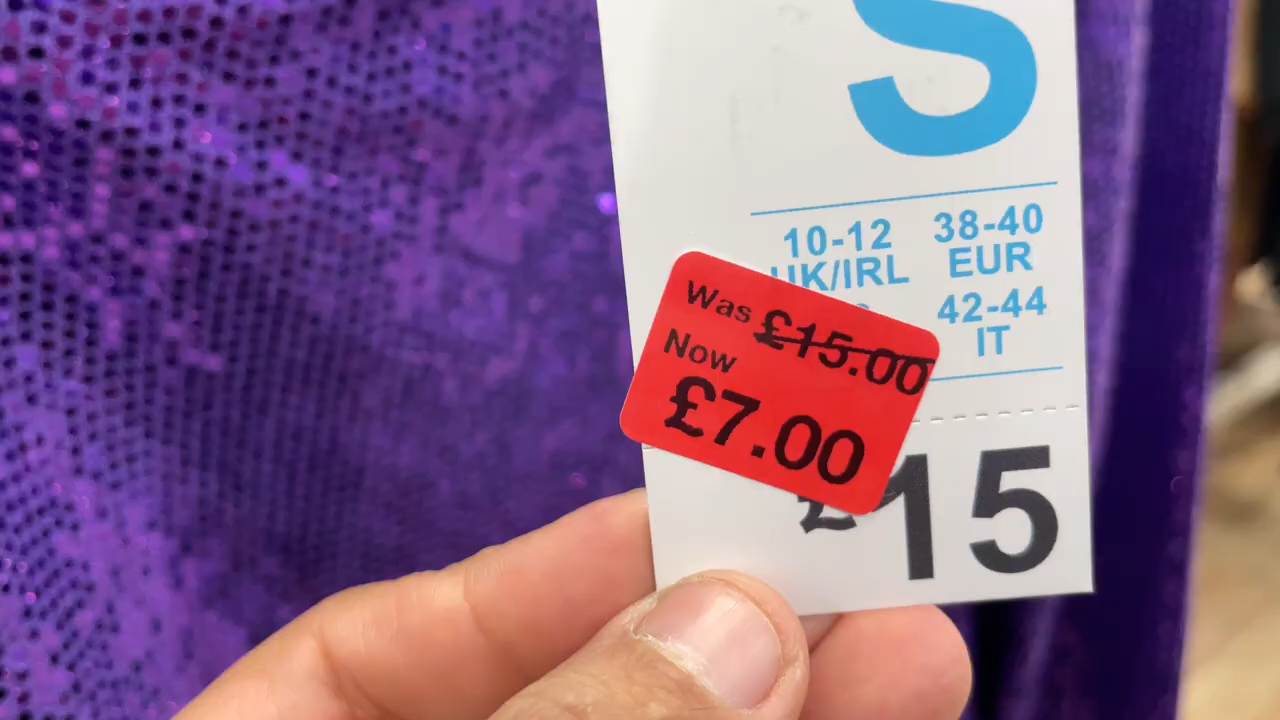 S
10-12 38-40
UK/IRL EUR
42-44
IT
Was £15.00
Now
£7.00
£15